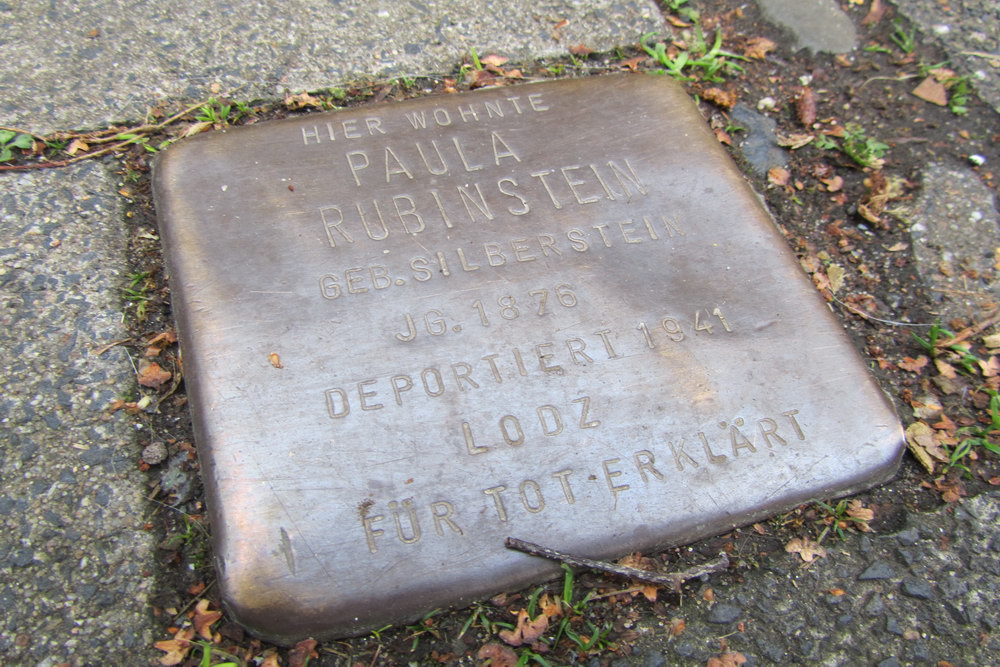 HIER WOHNTE
PAULA
RUBINSTEIN
GEB. SILBERSTEIN
JG. 1876
DEPORTIERT 1941
LODZ
FÜR TOT ERKLÄRT